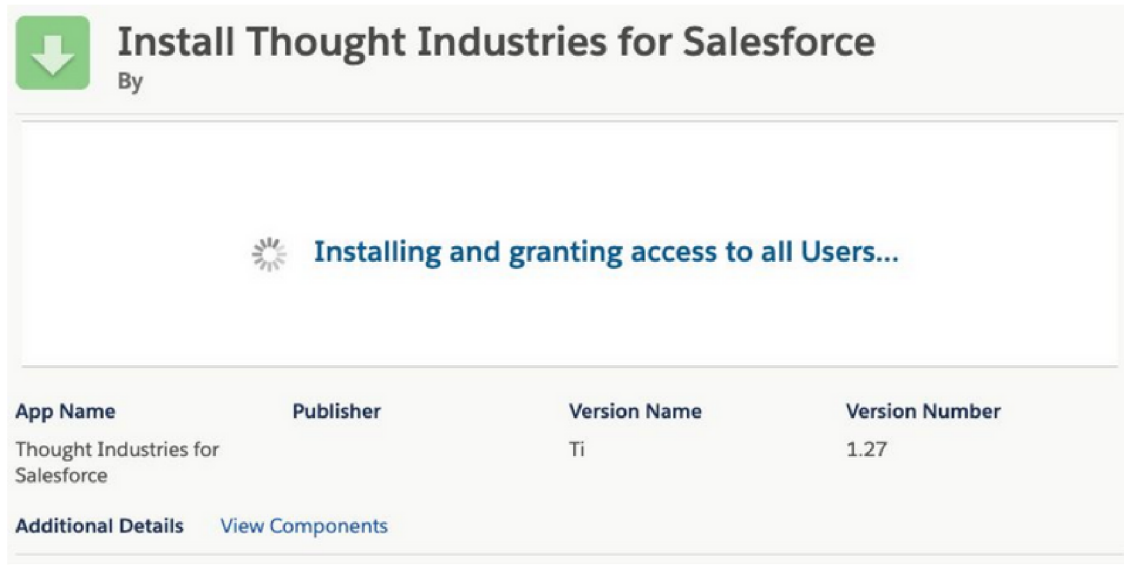 Install Thought Industries for Salesforce
By
Installing and granting access to all Users...
App Name Publisher Version Name Version Number
Thought Industries for Ti 1.27
Salesforce
Additional Details View Components